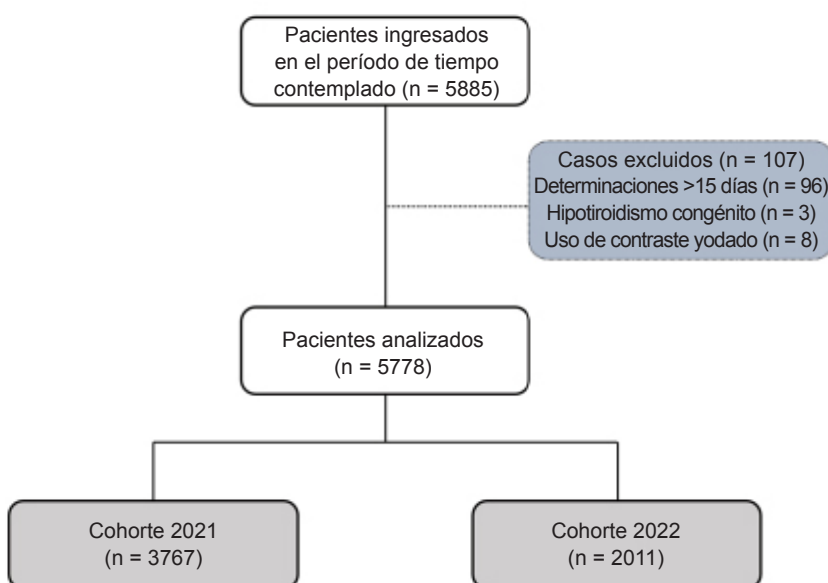 Pacientes ingresados
en el período de tiempo
contemplado (n = 5885)
Casos excluidos (n = 107)
Determinaciones >15 días (n = 96)
Hipotiroidismo congénito (n = 3)
Uso de contraste yodado (n = 8)
Pacientes analizados
(n = 5778)
Cohorte 2021
(n = 3767)
Cohorte 2022
(n = 2011)